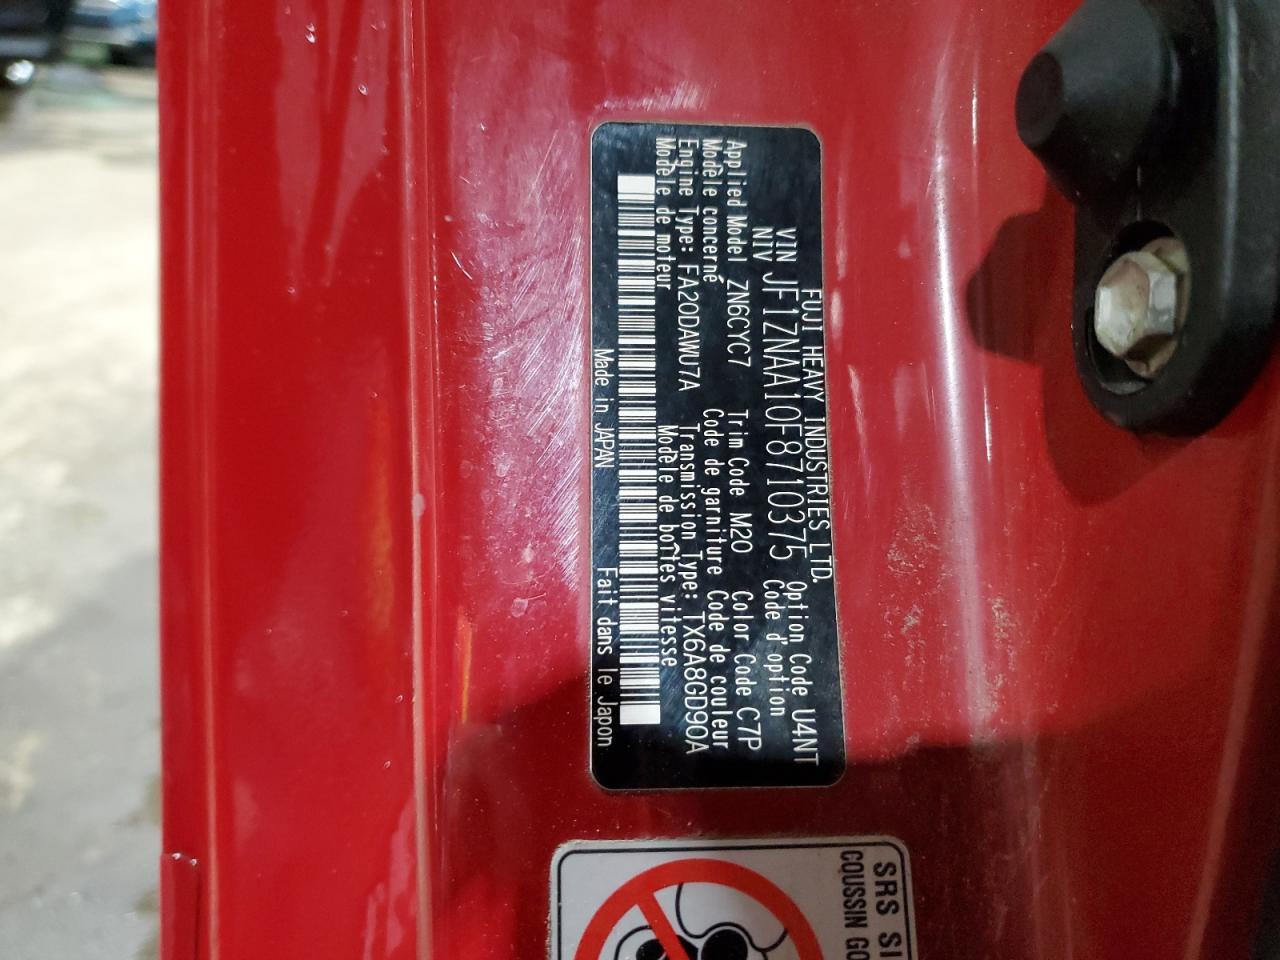 FUJI HEAVY INDUSTRIES LTD.
VIN
NIV JF1ZNAA10F8710375 Option Code U4NT
Code d'option
Applied Model ZN6CYC7 Trim Code M20 Color Code C7P
Modèle concerné Code de garniture Code de couleur
Engine Type: FA20DAWU7A Transmission Type: TX6A8GD90A
Modèle de moteur Modèle de boîtes vitesse
Made in JAPAN Fait dans le Japon
SRS SI
COUSSIN GO